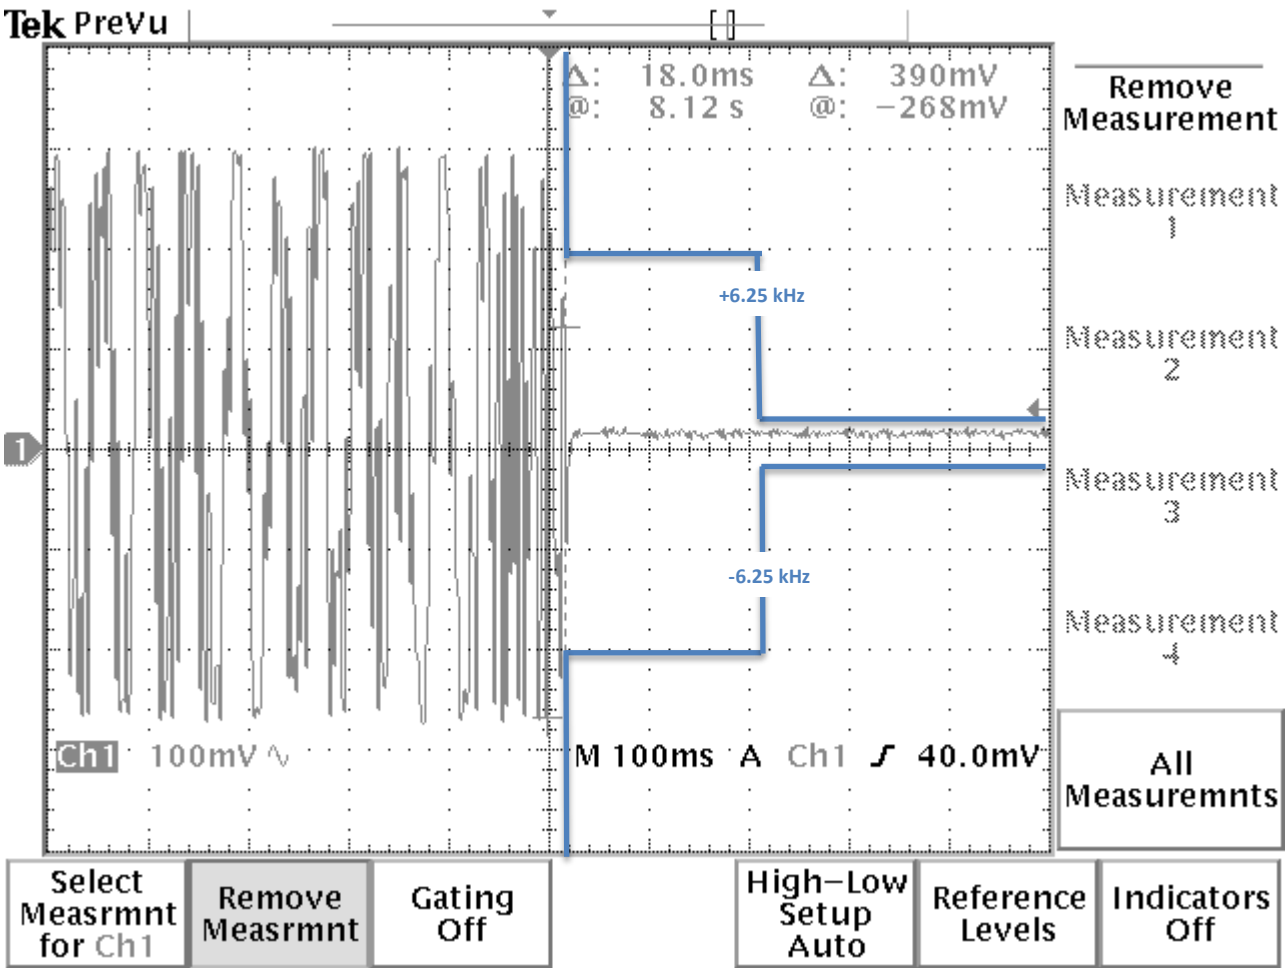 Tek PreVu
Δ: 18.0ms Δ: 390mV
@: 8.12 s @: −268mV
Remove
Measurement
Measurement
1
+6.25 kHz
Measurement
2
1
Measurement
3
-6.25 kHz
Measurement
4
Ch1 100mV M 100ms A Ch1 40.0mV
All
Measuremnts
Select
Measrmnt
for Ch1
Remove
Measrmnt
Gating
Off
High−Low
Setup
Auto
Reference
Levels
Indicators
Off